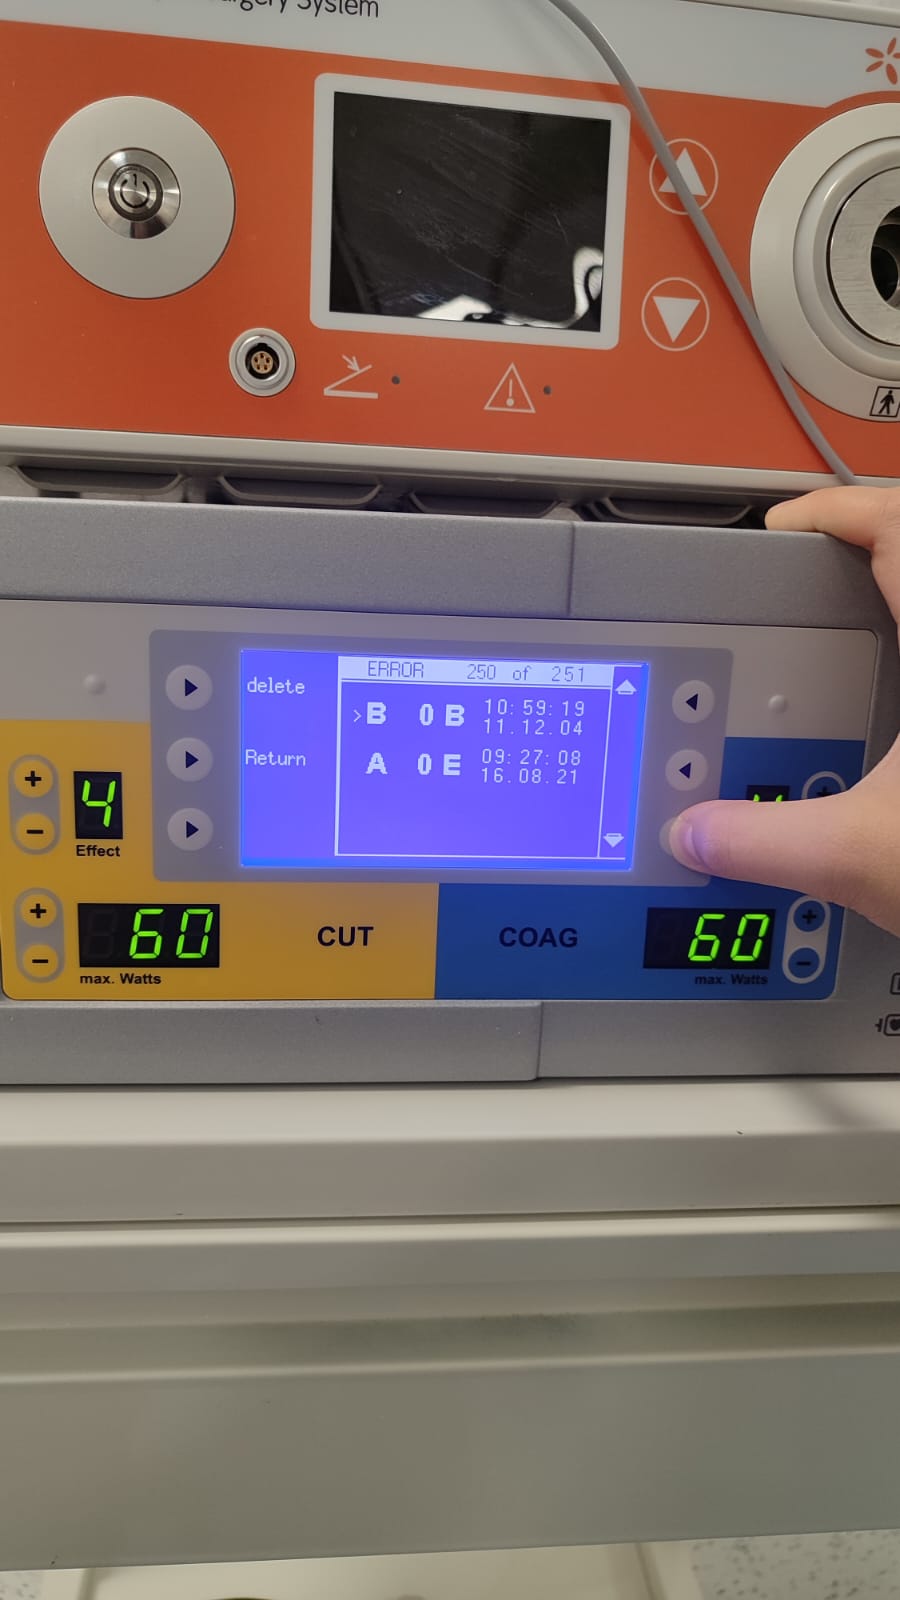 System
ERROR 250 of 251
delete
>B 0B 10:59:19
11.12.04
Return
A 0E 09:27:08
16.08.21
4
Effect
60
CUT
COAG
60
max. Watts
max. Watts